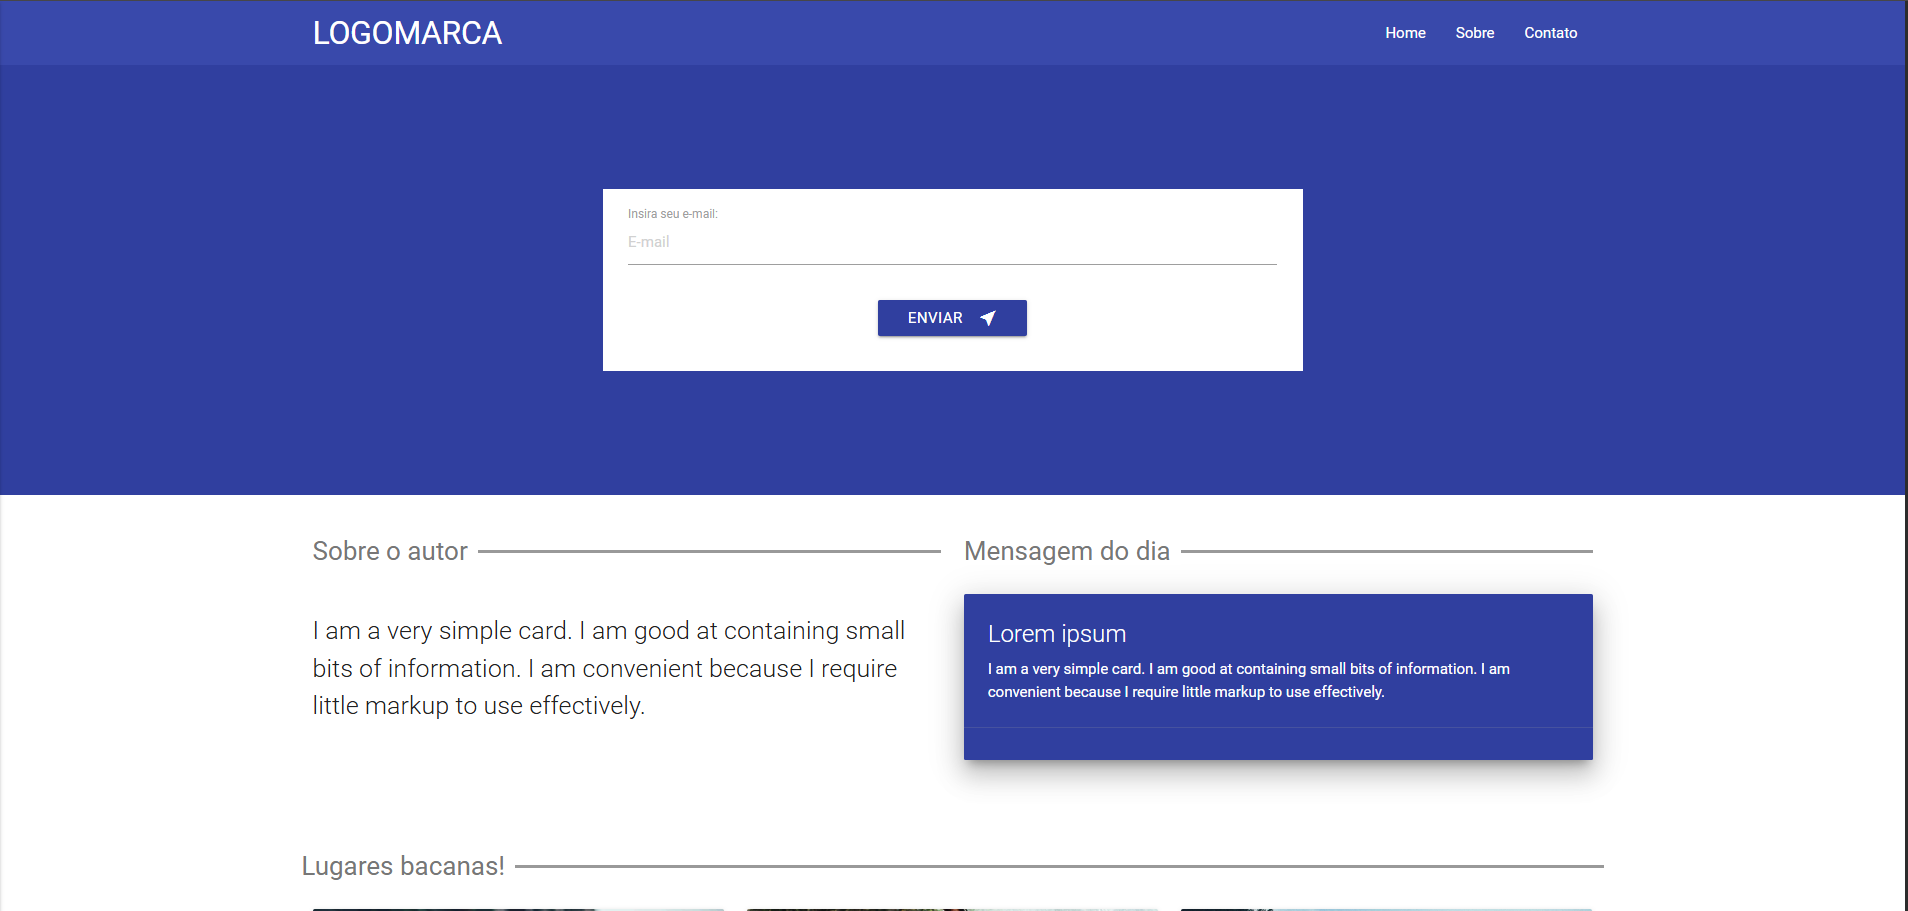 LOGOMARCA
Home Sobre Contato
Insira seu e-mail:
E-mail
ENVIAR
Sobre o autor
I am a very simple card. I am good at containing small
bits of information. I am convenient because I require
little markup to use effectively.
Mensagem do dia
Lorem ipsum
I am a very simple card. I am good at containing small bits of information. I am
convenient because I require little markup to use effectively.
Lugares bacanas!